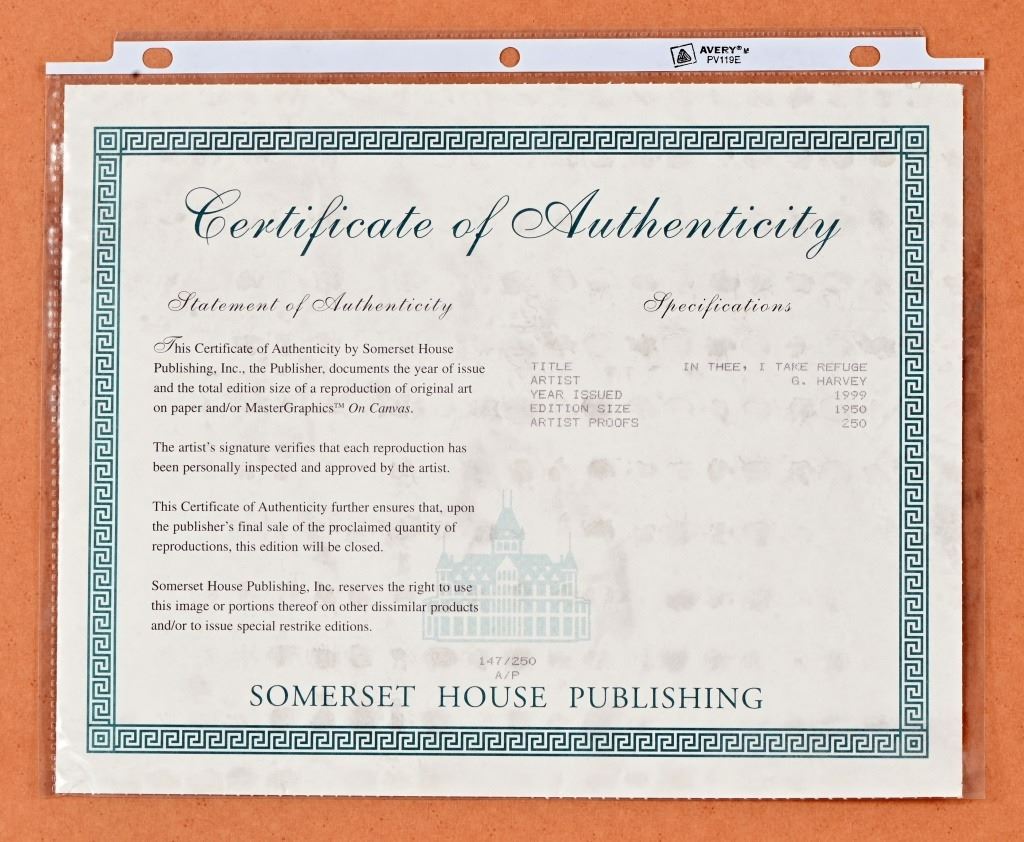 AVERY®
PV119E
Certificate of Authenticity
Statement of Authenticity
This Certificate of Authenticity by Somerset House
Publishing, Inc., the Publisher, documents the year of issue
and the total edition size of a reproduction of original art
on paper and/or MasterGraphics™ On Canvas.
The artist's signature verifies that each reproduction has
been personally inspected and approved by the artist.
This Certificate of Authenticity further ensures that, upon
the publisher's final sale of the proclaimed quantity of
reproductions, this edition will be closed.
Somerset House Publishing, Inc. reserves the right to use
this image or portions thereof on other dissimilar products
and/or to issue special restrike editions.
Specifications
TITLE IN THEE, I TAKE REFUGE
ARTIST G. HARVEY
YEAR ISSUED 1999
EDITION SIZE 1950
ARTIST PROOFS 250
147/250
A/P
SOMERSET HOUSE PUBLISHING